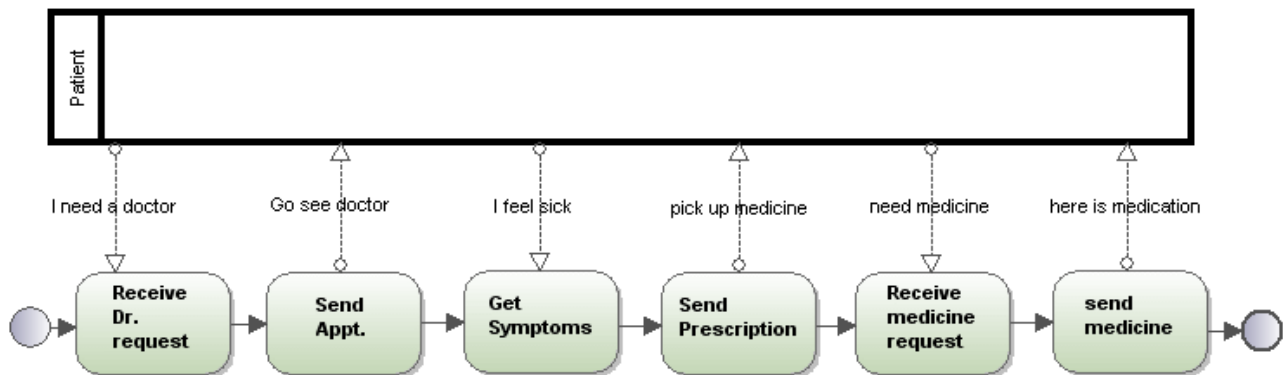 Patient
I need a doctor
Go see doctor
I feel sick
pick up medicine
need medicine
here is medication
Receive
Dr.
request
Send
Appt.
Get
Symptoms
Send
Prescription
Receive
medicine
request
send
medicine